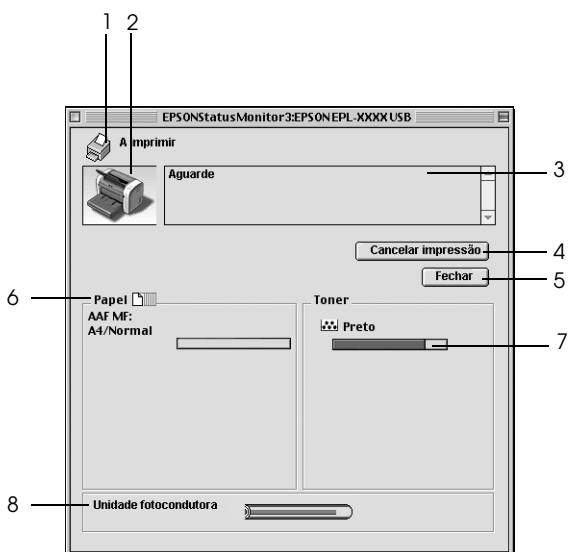 1 2
EPSONStatusMonitor3:EPSON EPL-XXXX USB
A imprimir
Aguarde
3
Cancelar impressão
4
Fechar
5
6
Papel
Toner
AAF MF:
A4/Normal
Preto
7
8
Unidade fotocondutora